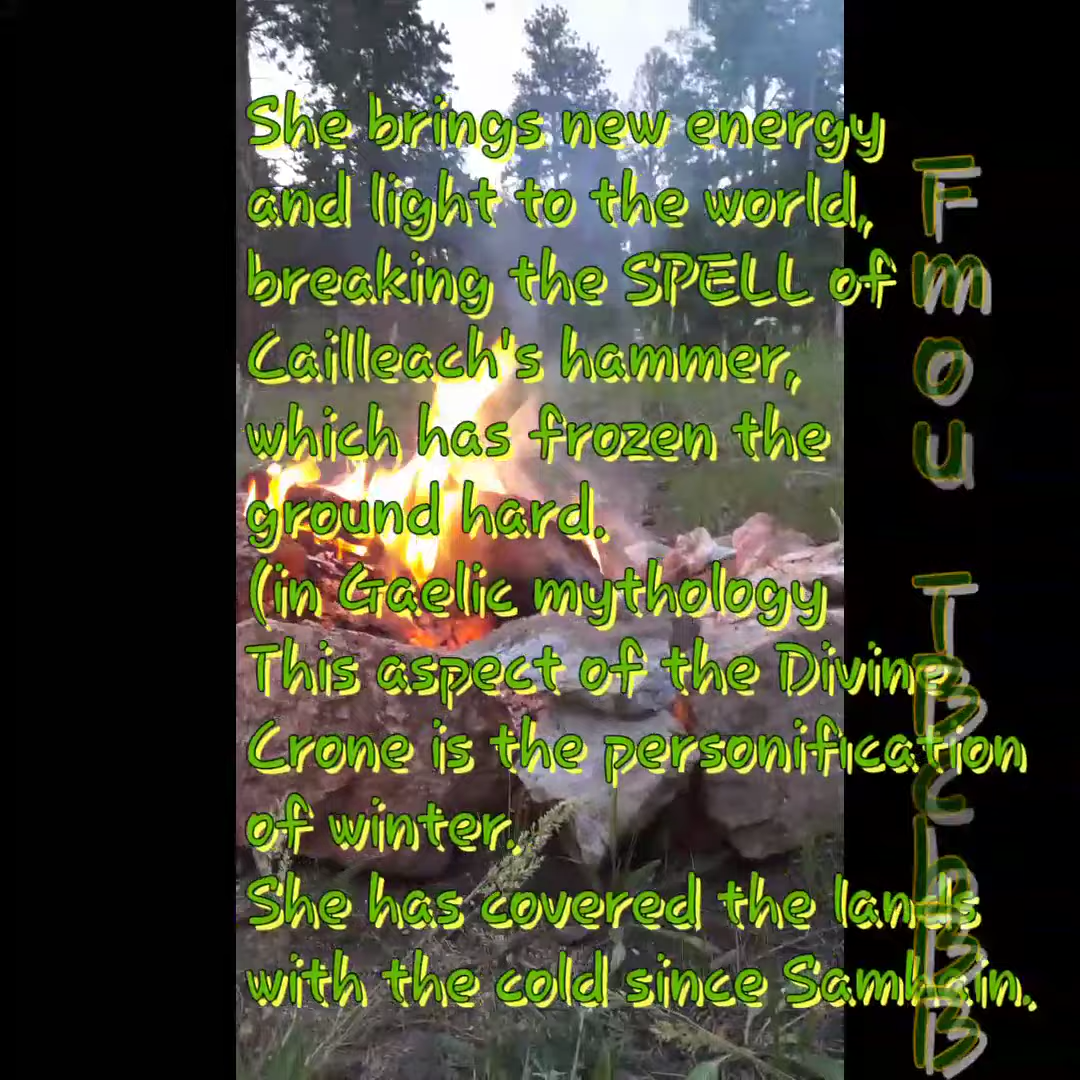 She brings new energy
and light to the world,
breaking the SPELL of
Cailleach's hammer,
which has frozen the
ground hard.
(in Gaelic mythology
This aspect of the Divine
Crone is the personification
of winter.
She has covered the lands
with the cold since Samhain.
Fmou